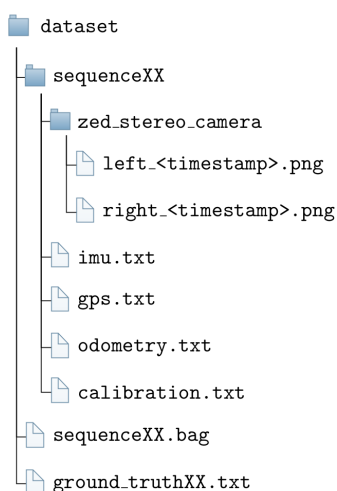 dataset
sequenceXX
zed_stereo_camera
left_<timestamp>.png
right_<timestamp>.png
imu.txt
gps.txt
odometry.txt
calibration.txt
sequenceXX.bag
ground_truthXX.txt